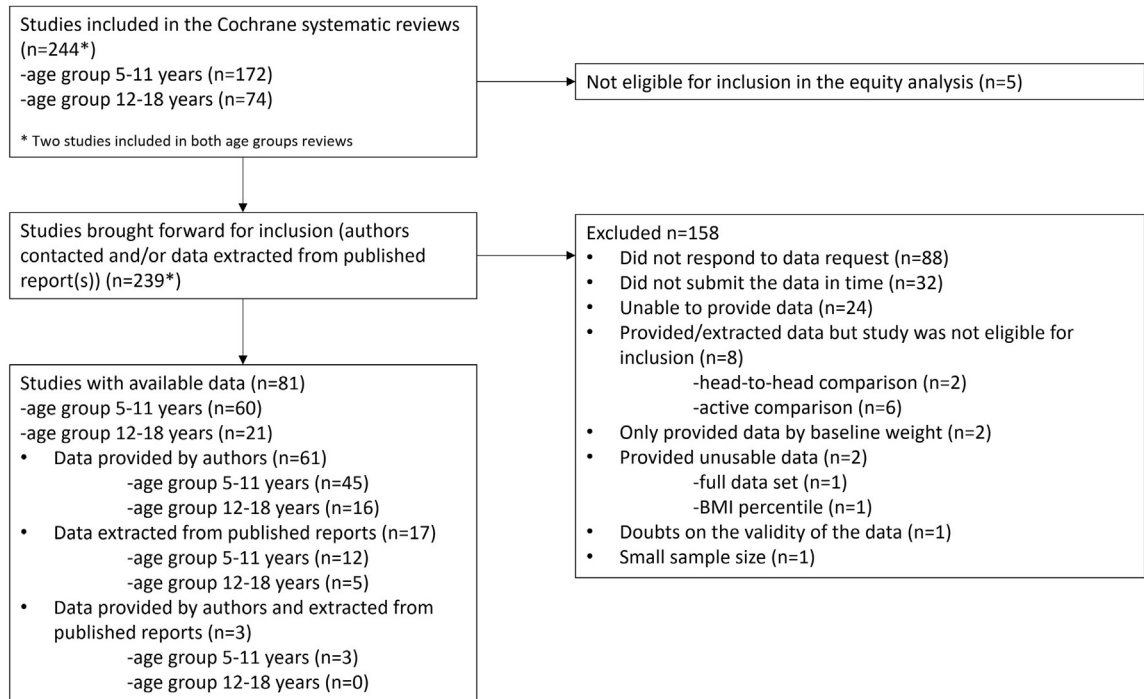 Studies included in the Cochrane systematic reviews
(n=244*)
-age group 5-11 years (n=172)
-age group 12-18 years (n=74)
* Two studies included in both age groups reviews
Not eligible for inclusion in the equity analysis (n=5)
Studies brought forward for inclusion (authors
contacted and/or data extracted from published
report(s)) (n=239*)
Excluded n=158
• Did not respond to data request (n=88)
• Did not submit the data in time (n=32)
• Unable to provide data (n=24)
• Provided/extracted data but study was not eligible for
inclusion (n=8)
-head-to-head comparison (n=2)
-active comparison (n=6)
• Only provided data by baseline weight (n=2)
• Provided unusable data (n=2)
-full data set (n=1)
-BMI percentile (n=1)
• Doubts on the validity of the data (n=1)
• Small sample size (n=1)
Studies with available data (n=81)
-age group 5-11 years (n=60)
-age group 12-18 years (n=21)
• Data provided by authors (n=61)
-age group 5-11 years (n=45)
-age group 12-18 years (n=16)
• Data extracted from published reports (n=17)
-age group 5-11 years (n=12)
-age group 12-18 years (n=5)
• Data provided by authors and extracted from
published reports (n=3)
-age group 5-11 years (n=3)
-age group 12-18 years (n=0)